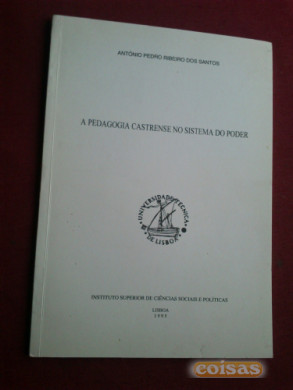 ANTÓNIO PEDRO RIBEIRO DOS SANTOS
A PEDAGOGIA CASTRENSE NO SISTEMA DO PODER
UNIVERSIDADE TÉCNICA
DE LISBOA
INSTITUTO SUPERIOR DE CIÊNCIAS SOCIAIS E POLÍTICAS
LISBOA
coisas